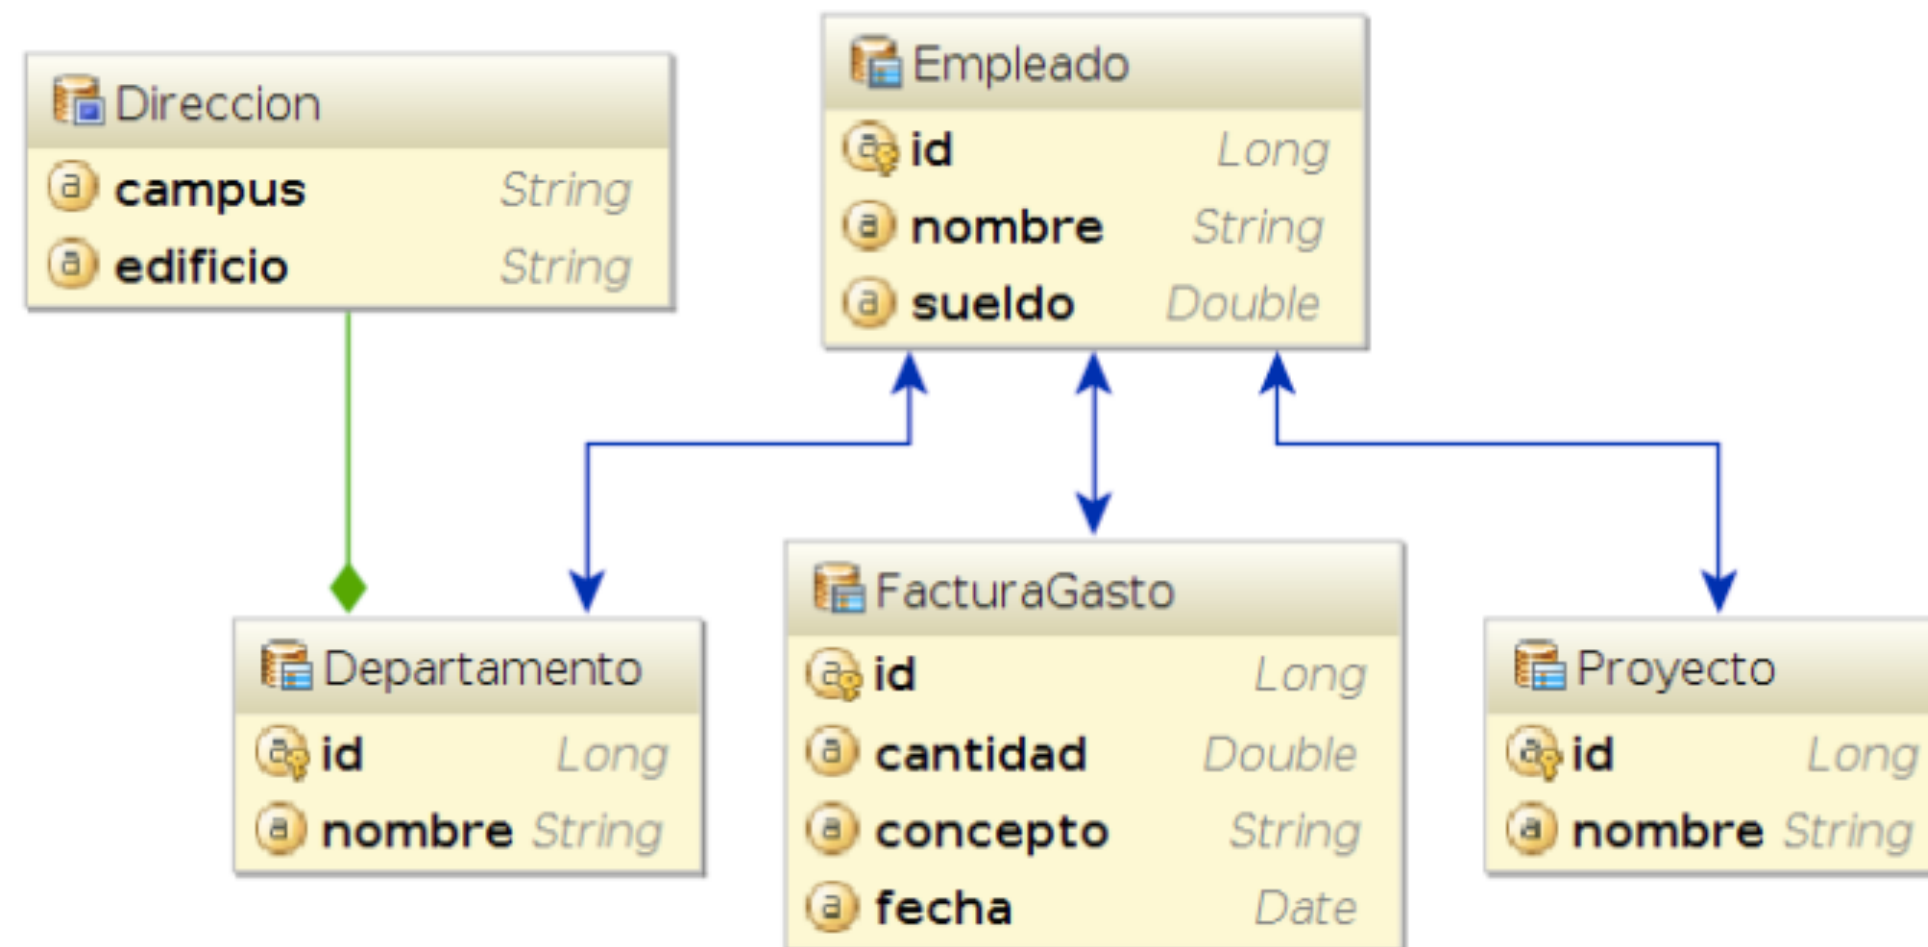 Direccion
campus String
edificio String
Empleado
id Long
nombre String
sueldo Double
Departamento
id Long
nombre String
FacturaGasto
id Long
cantidad Double
concepto String
fecha Date
Proyecto
id Long
nombre String